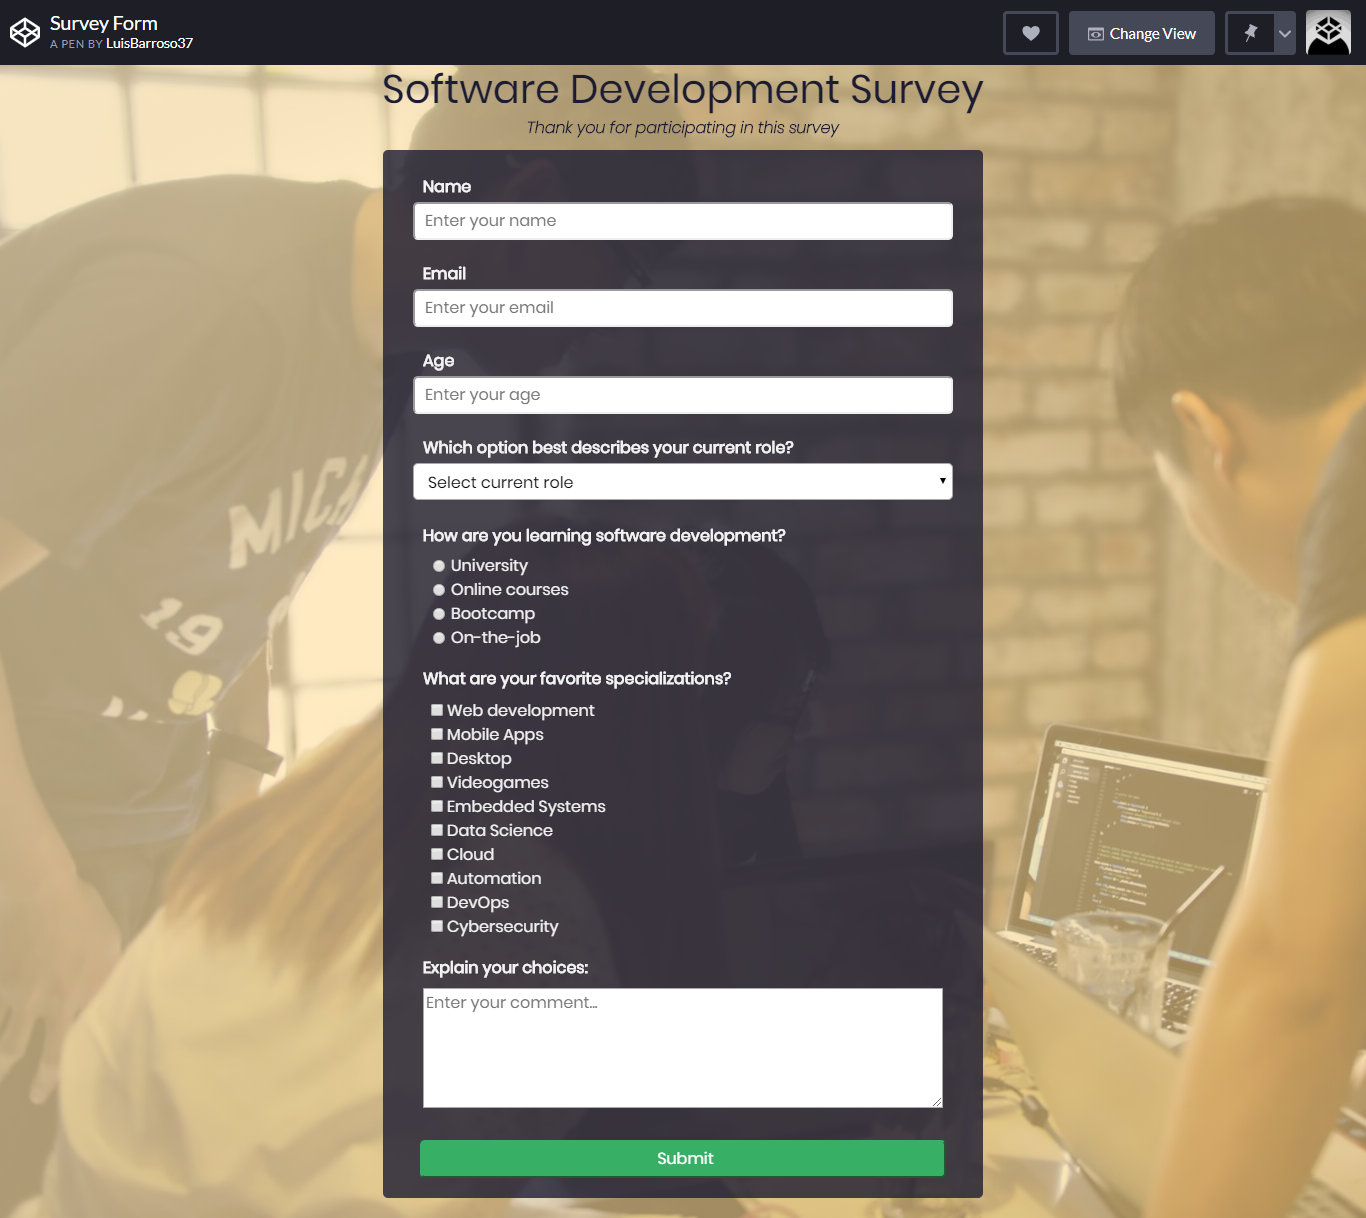 Survey Form
A PEN BY LuisBarroso37
Change View
Software Development Survey
Thank you for participating in this survey
Name
Enter your name
Email
Enter your email
Age
Enter your age
Which option best describes your current role?
Select current role
How are you learning software development?
University
Online courses
Bootcamp
On-the-job
What are your favorite specializations?
Web development
Mobile Apps
Desktop
Videogames
Embedded Systems
Data Science
Cloud
Automation
DevOps
Cybersecurity
Explain your choices:
Enter your comment...
Submit
MICH
19